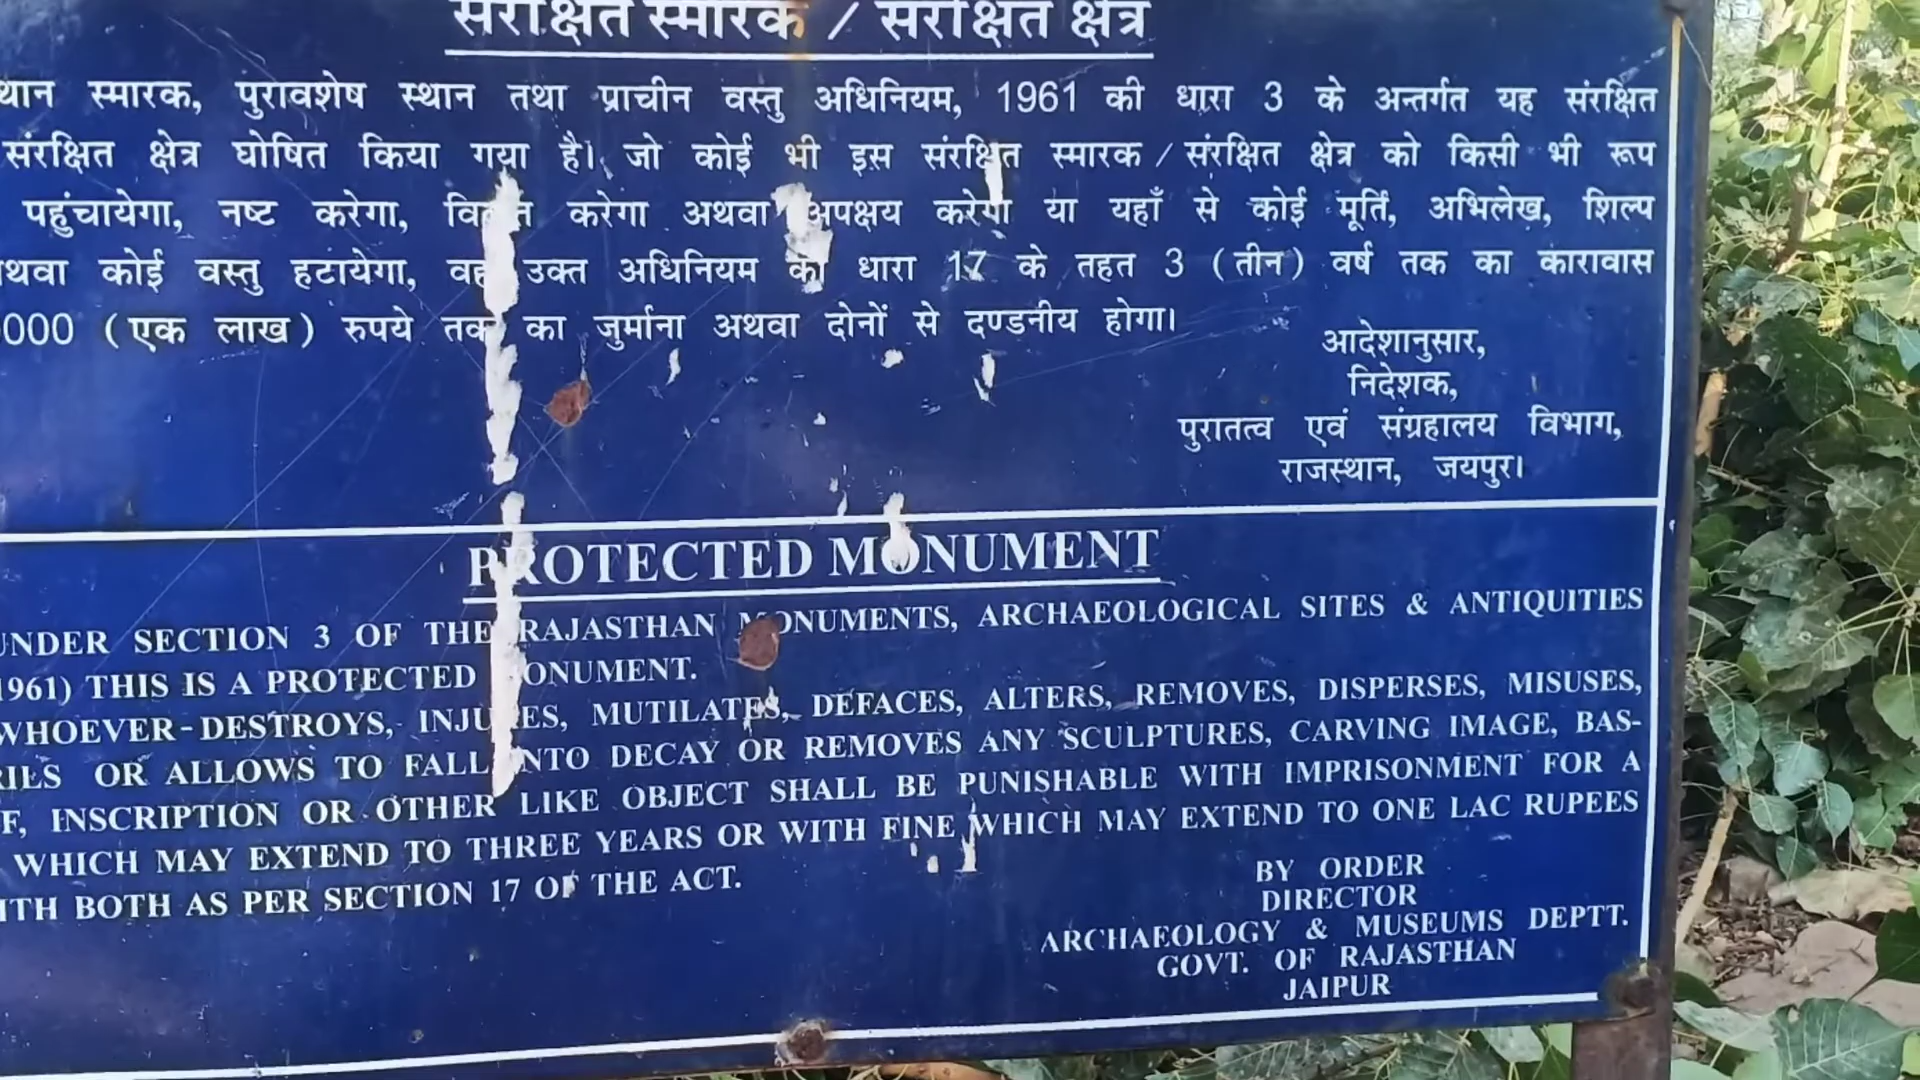 संरक्षित स्मारक / संरक्षित क्षेत्र
स्मारक, पुरावशेष स्थान तथा प्राचीन वस्तु अधिनियम, 1961 की धारा 3 के अन्तर्गत यह संरक्षित
संरक्षित क्षेत्र घोषित किया गया है। जो कोई भी इस संरक्षित स्मारक / संरक्षित क्षेत्र को किसी भी रूप
पहुंचायेगा, नष्ट करेगा, करेगा अथवा अपक्षय करेगा या यहाँ से कोई मूर्ति, अभिलेख, शिल्प
कोई वस्तु हटायेगा, वह उक्त अधिनियम की धारा 17 के तहत 3 (तीन) वर्ष तक का कारावास
000 (एक लाख) रुपये तक का जुर्माना अथवा दोनों से दण्डनीय होगा।
आदेशानुसार,
निदेशक,
पुरातत्व एवं संग्रहालय विभाग,
राजस्थान, जयपुर।
PROTECTED MONUMENT
UNDER SECTION 3 OF THE RAJASTHAN MONUMENTS, ARCHAEOLOGICAL SITES & ANTIQUITIES
1961) THIS IS A PROTECTED MONUMENT.
WHOEVER-DESTROYS, INJURES, MUTILATES, DEFACES, ALTERS, REMOVES, DISPERSES, MISUSES,
OR ALLOWS TO FALL INTO DECAY OR REMOVES ANY SCULPTURES, CARVING IMAGE, BAS-
F, INSCRIPTION OR OTHER LIKE OBJECT SHALL BE PUNISHABLE WITH IMPRISONMENT FOR A
WHICH MAY EXTEND TO THREE YEARS OR WITH FINE WHICH MAY EXTEND TO ONE LAC RUPEES
BOTH AS PER SECTION 17 OF THE ACT.
BY ORDER
DIRECTOR
ARCHAEOLOGY & MUSEUMS DEPTT.
GOVT. OF RAJASTHAN
JAIPUR